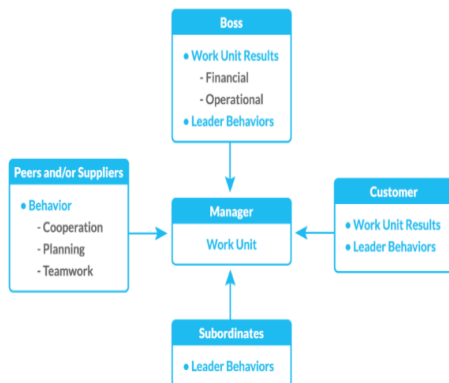 Boss
• Work Unit Results
- Financial
- Operational
• Leader Behaviors
Peers and/or Suppliers
• Behavior
- Cooperation
- Planning
- Teamwork
Manager
Work Unit
Customer
• Work Unit Results
• Leader Behaviors
Subordinates
• Leader Behaviors